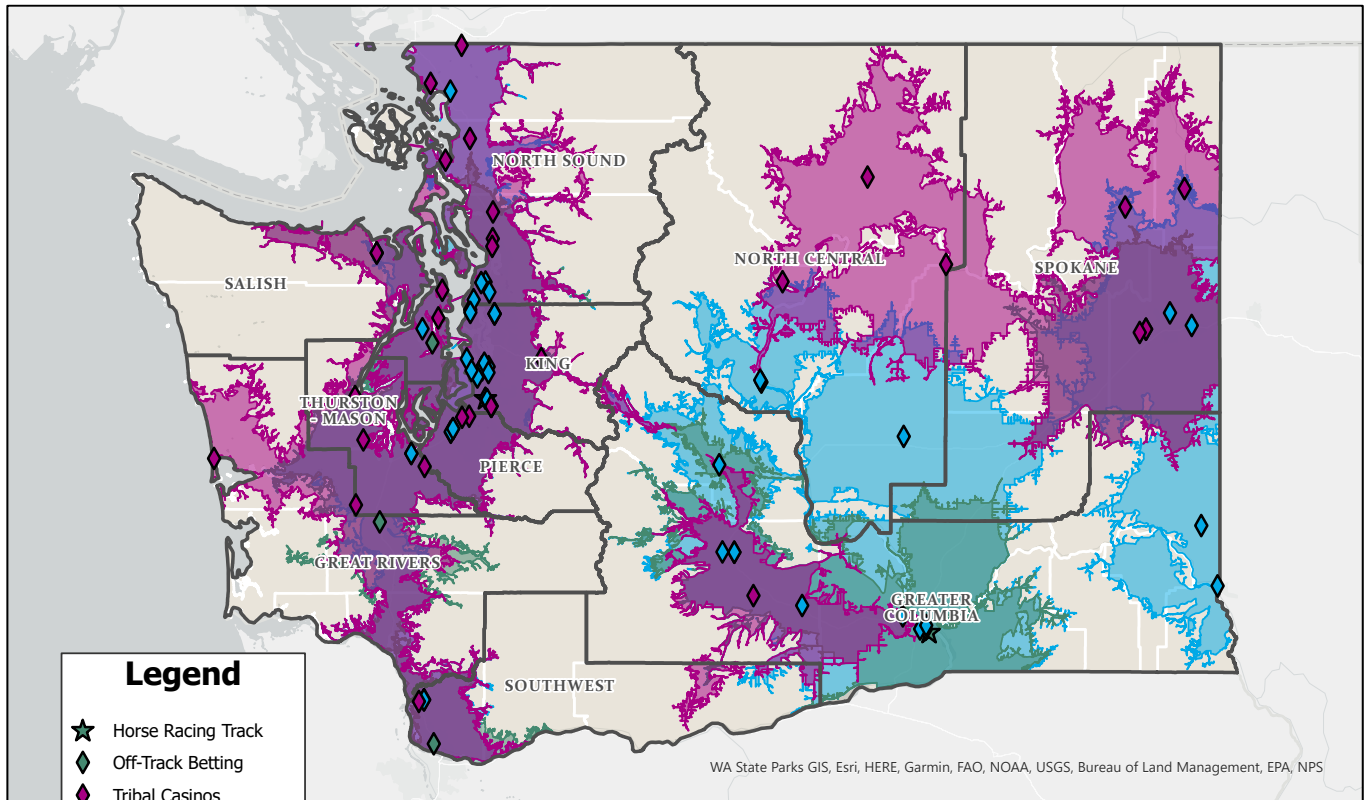 NORTH SOUND
NORTH CENTRAL
SPOKANE
SALISH
KING
THURSTON
- MASON
PIERCE
GREAT RIVERS
GREATER
COLUMBIA
SOUTHWEST
Legend
Horse Racing Track
Off-Track Betting
Tribal Casinos
WA State Parks GIS, Esri, HERE, Garmin, FAO, NOAA, USGS, Bureau of Land Management, EPA, NPS